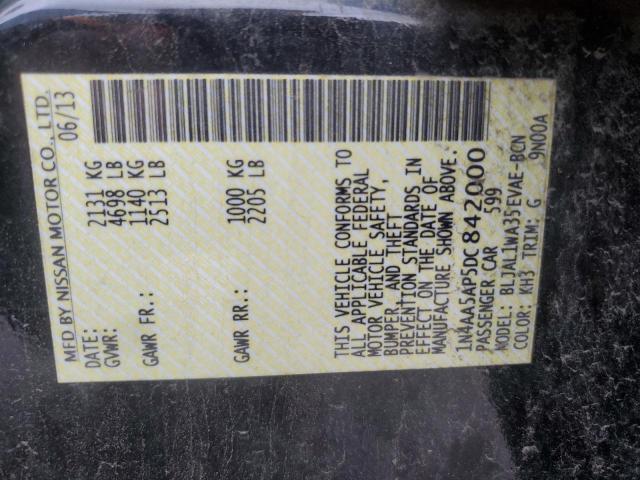 MFD BY NISSAN MOTOR CO., LTD.
DATE: 06/13
GVWR: 2131 KG
4698 LB
GAWR FR.: 1140 KG
2513 LB
GAWR RR.: 1000 KG
2205 LB
THIS VEHICLE CONFORMS TO
ALL APPLICABLE FEDERAL
MOTOR VEHICLE SAFETY,
BUMPER, AND THEFT
PREVENTION STANDARDS IN
EFFECT ON THE DATE OF
MANUFACTURE SHOWN ABOVE.
1N4AA5AP5DC842000
PASSENGER CAR 599
MODEL: BLJALJWA35EVAE-BCN
COLOR: KH3 TRIM: G 9N00A